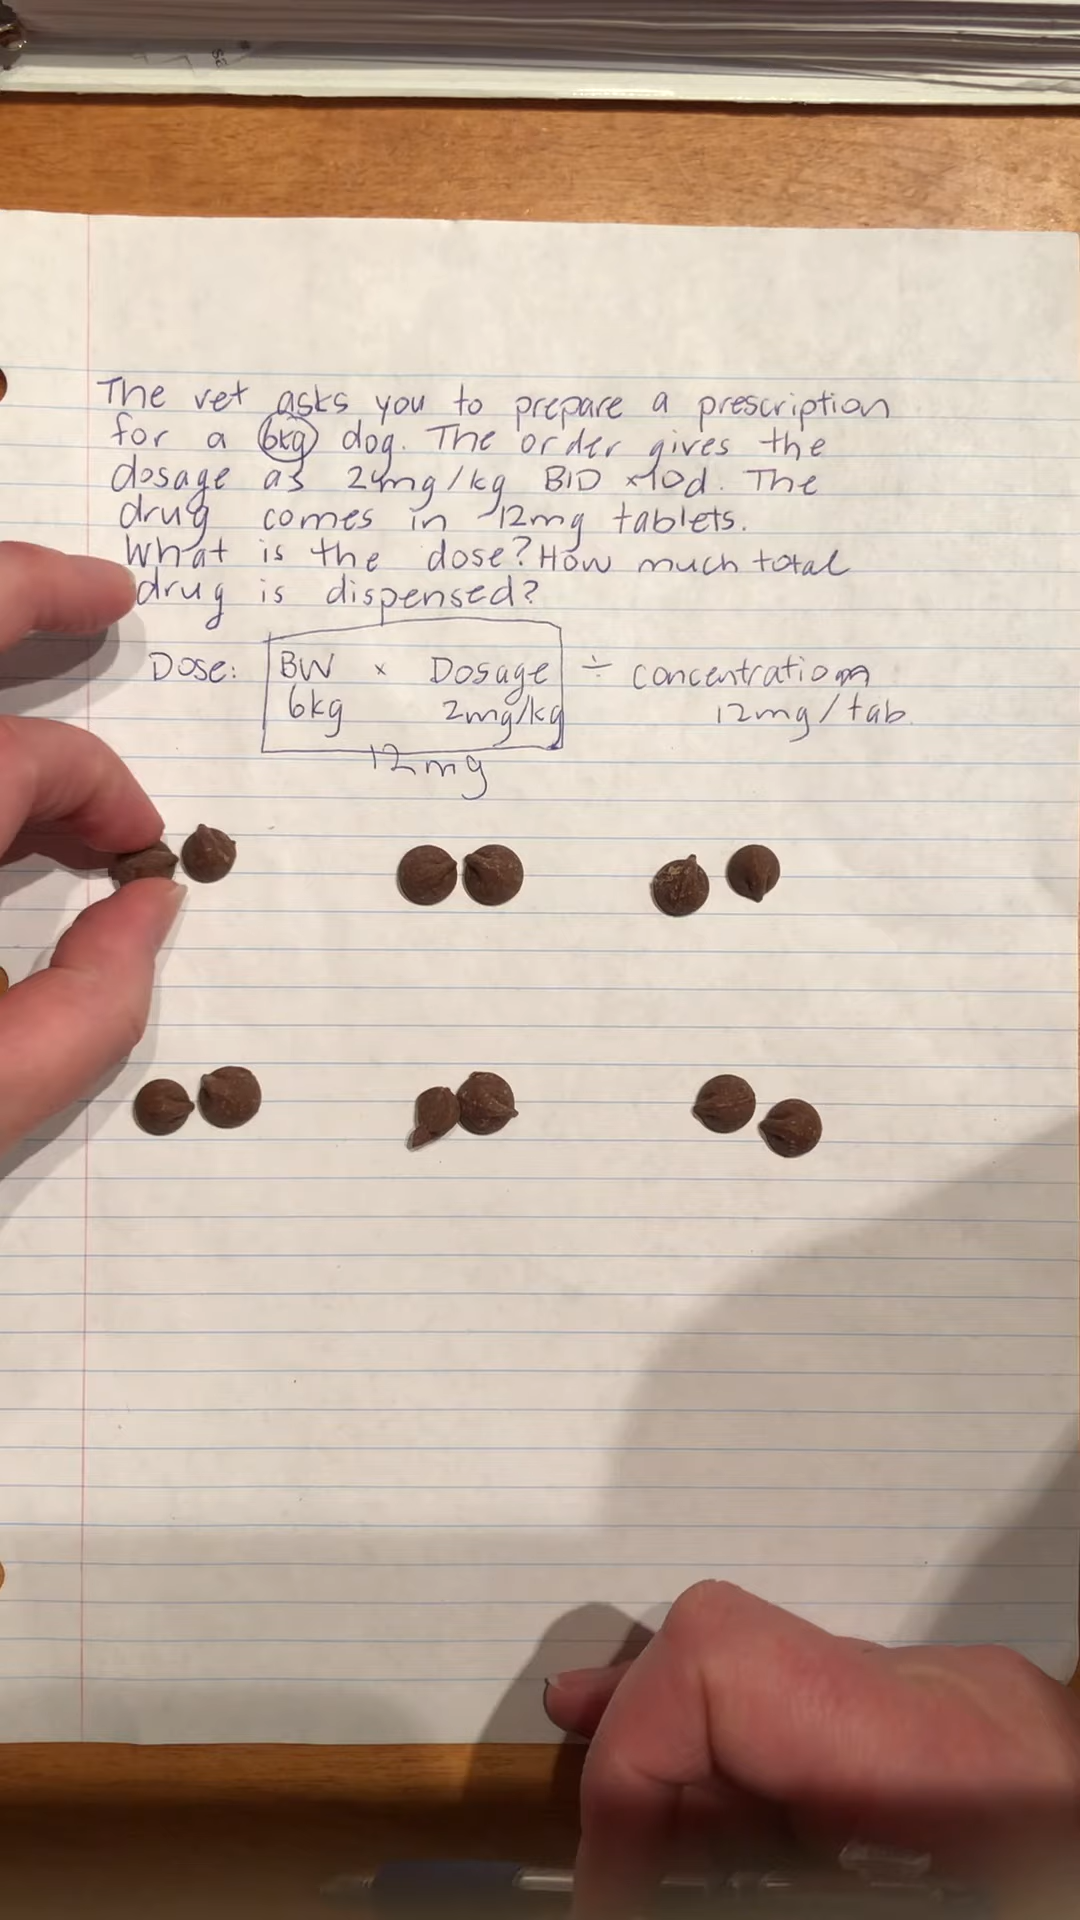 The vet asks you to prepare a prescription
for a 6kg dog. The order gives the
dosage as 2mg/kg BID x10d. The
drug comes in 12mg tablets.
What is the dose? How much total
drug is dispensed?
Dose: BW x Dosage ÷ concentration
6kg 2mg/kg 12mg/tab
12mg